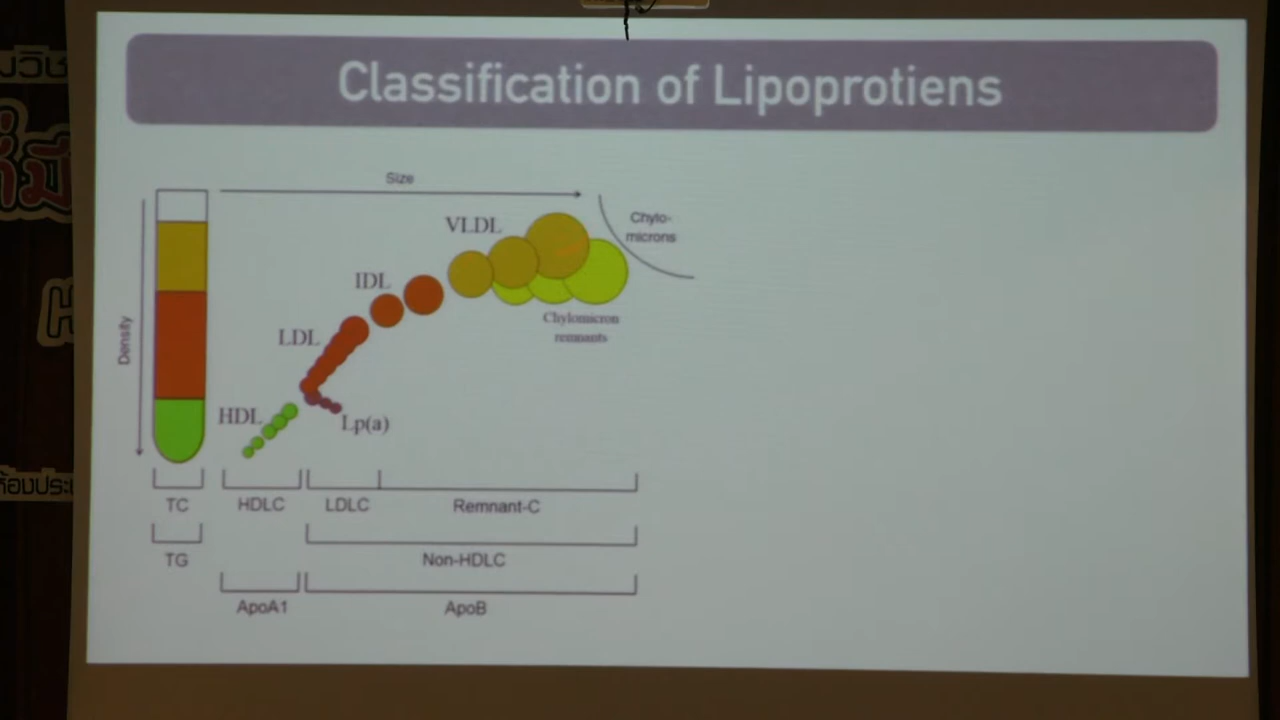 Classification of Lipoprotiens
Size
Chylo-
microns
VLDL
IDL
Chylomicron
remnants
LDL
Density
HDL
Lp(a)
TC
HDLC
LDLC
Remnant-C
TG
Non-HDLC
ApoA1
ApoB